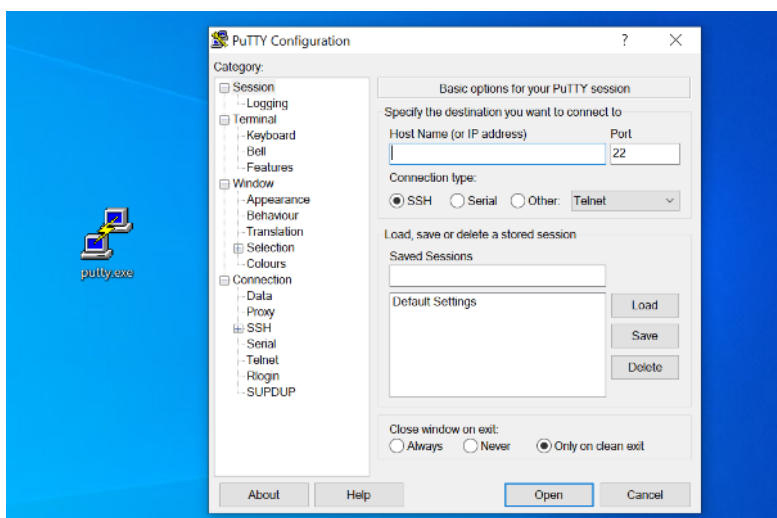 PuTTY Configuration
?
Category:
Session
Logging
Terminal
Keyboard
Bell
Features
Window
Appearance
Behaviour
Translation
Selection
Colours
Connection
Data
Proxy
SSH
Serial
Telnet
Rlogin
SUPDUP
Basic options for your PuTTY session
Specify the destination you want to connect to
Host Name (or IP address) Port
22
Connection type:
SSH Serial Other: Telnet
Load, save or delete a stored session
Saved Sessions
Default Settings
Load
Save
Delete
Close window on exit:
Always Never Only on clean exit
About Help Open Cancel
putty.exe